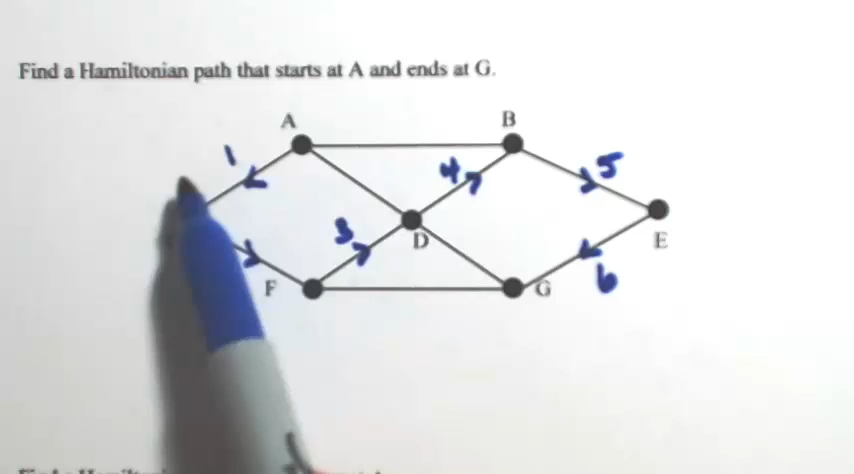 Find a Hamiltonian path that starts at A and ends at G.
A
B
1
4
5
3
D
E
F
G
6